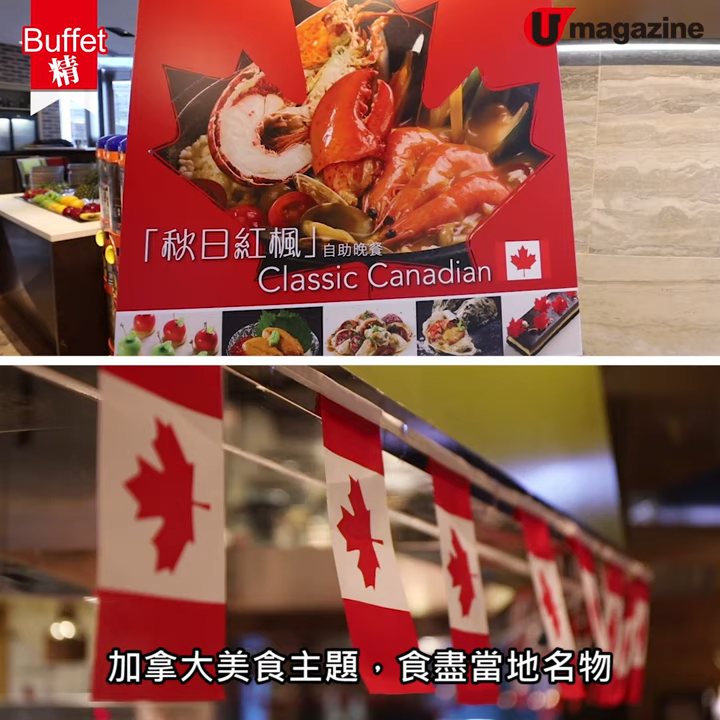 Buffet
精
U magazine
「秋日紅楓」自助晚餐
Classic Canadian
加拿大美食主題，食盡當地名物